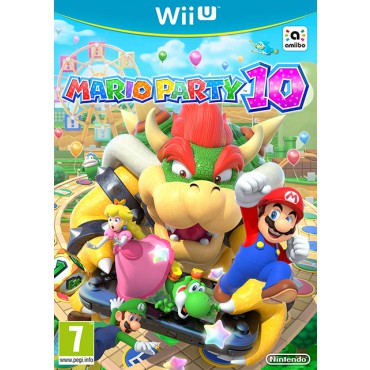 Wii U
amiibo
MARIO PARTY 10
7
www.pegi.info
Nintendo